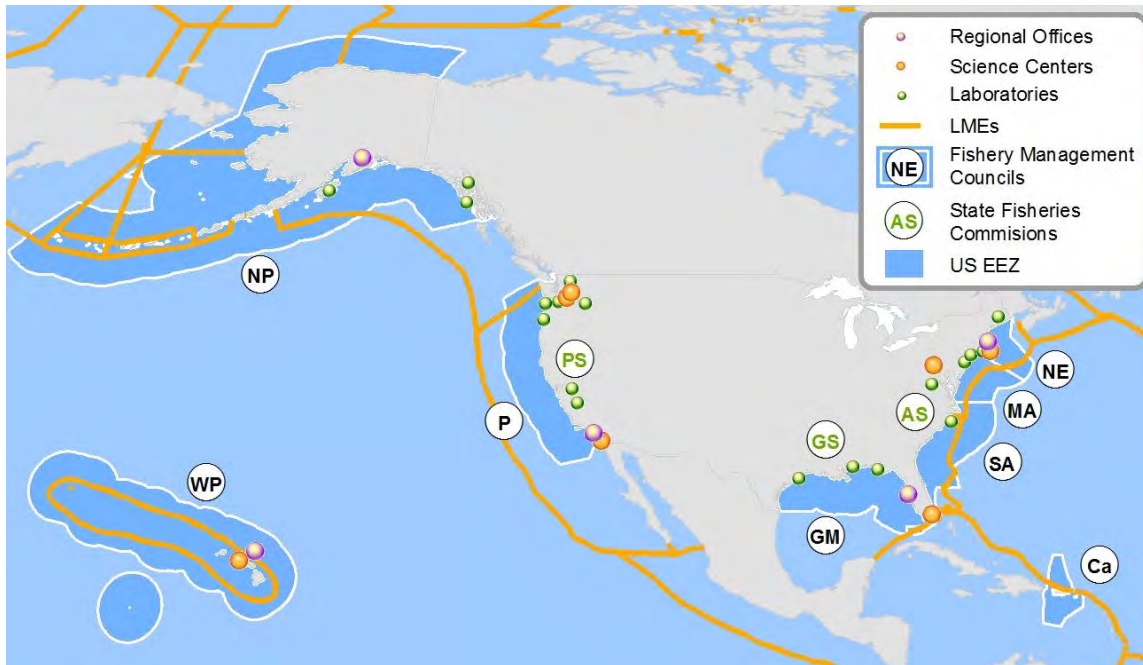 Regional Offices
Science Centers
Laboratories
LMEs
NE
Fishery Management
Councils
AS
State Fisheries
Commisions
US EEZ
NP
PS
P
WP
GS
GM
AS
NE
MA
SA
Ca